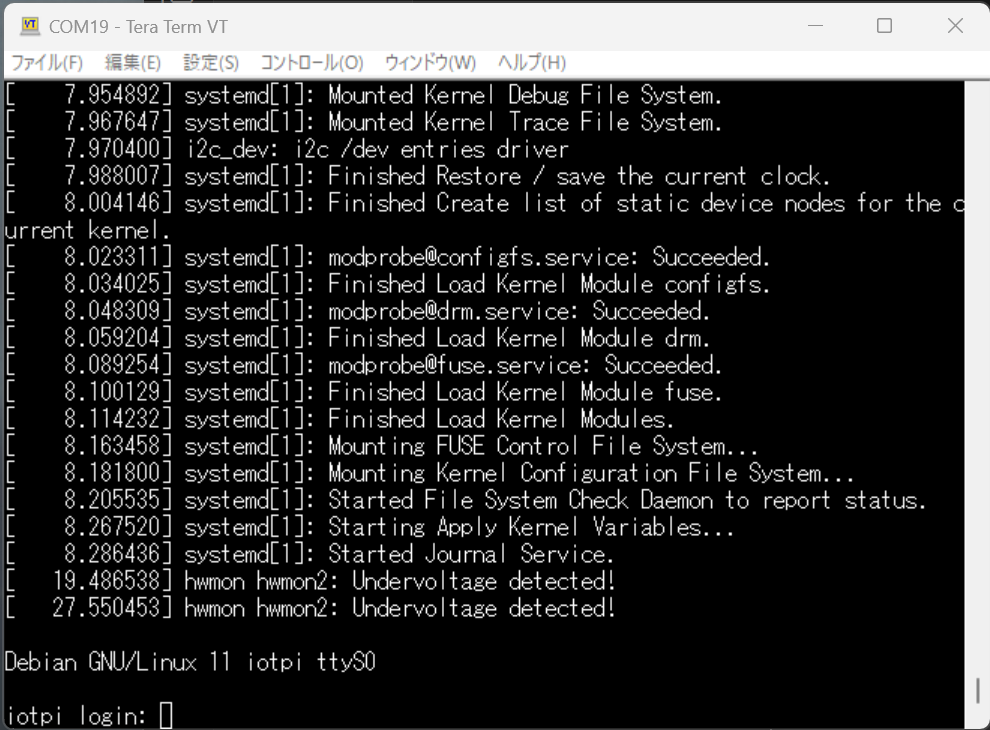 COM19 - Tera Term VT
ファイル(F) 編集(E) 設定(S) コントロール(O) ウィンドウ(W) ヘルプ(H)
[    7.954892] systemd[1]: Mounted Kernel Debug File System.
[    7.967647] systemd[1]: Mounted Kernel Trace File System.
[    7.970400] i2c_dev: i2c /dev entries driver
[    7.988007] systemd[1]: Finished Restore / save the current clock.
[    8.004146] systemd[1]: Finished Create list of static device nodes for the c
urrent kernel.
[    8.023311] systemd[1]: modprobe@configfs.service: Succeeded.
[    8.034025] systemd[1]: Finished Load Kernel Module configfs.
[    8.048309] systemd[1]: modprobe@drm.service: Succeeded.
[    8.059204] systemd[1]: Finished Load Kernel Module drm.
[    8.089254] systemd[1]: modprobe@fuse.service: Succeeded.
[    8.100129] systemd[1]: Finished Load Kernel Module fuse.
[    8.114232] systemd[1]: Finished Load Kernel Modules.
[    8.163458] systemd[1]: Mounting FUSE Control File System...
[    8.181800] systemd[1]: Mounting Kernel Configuration File System...
[    8.205535] systemd[1]: Started File System Check Daemon to report status.
[    8.267520] systemd[1]: Starting Apply Kernel Variables...
[    8.286436] systemd[1]: Started Journal Service.
[   19.486538] hwmon hwmon2: Undervoltage detected!
[   27.550453] hwmon hwmon2: Undervoltage detected!
Debian GNU/Linux 11 iotpi ttyS0
iotpi login: